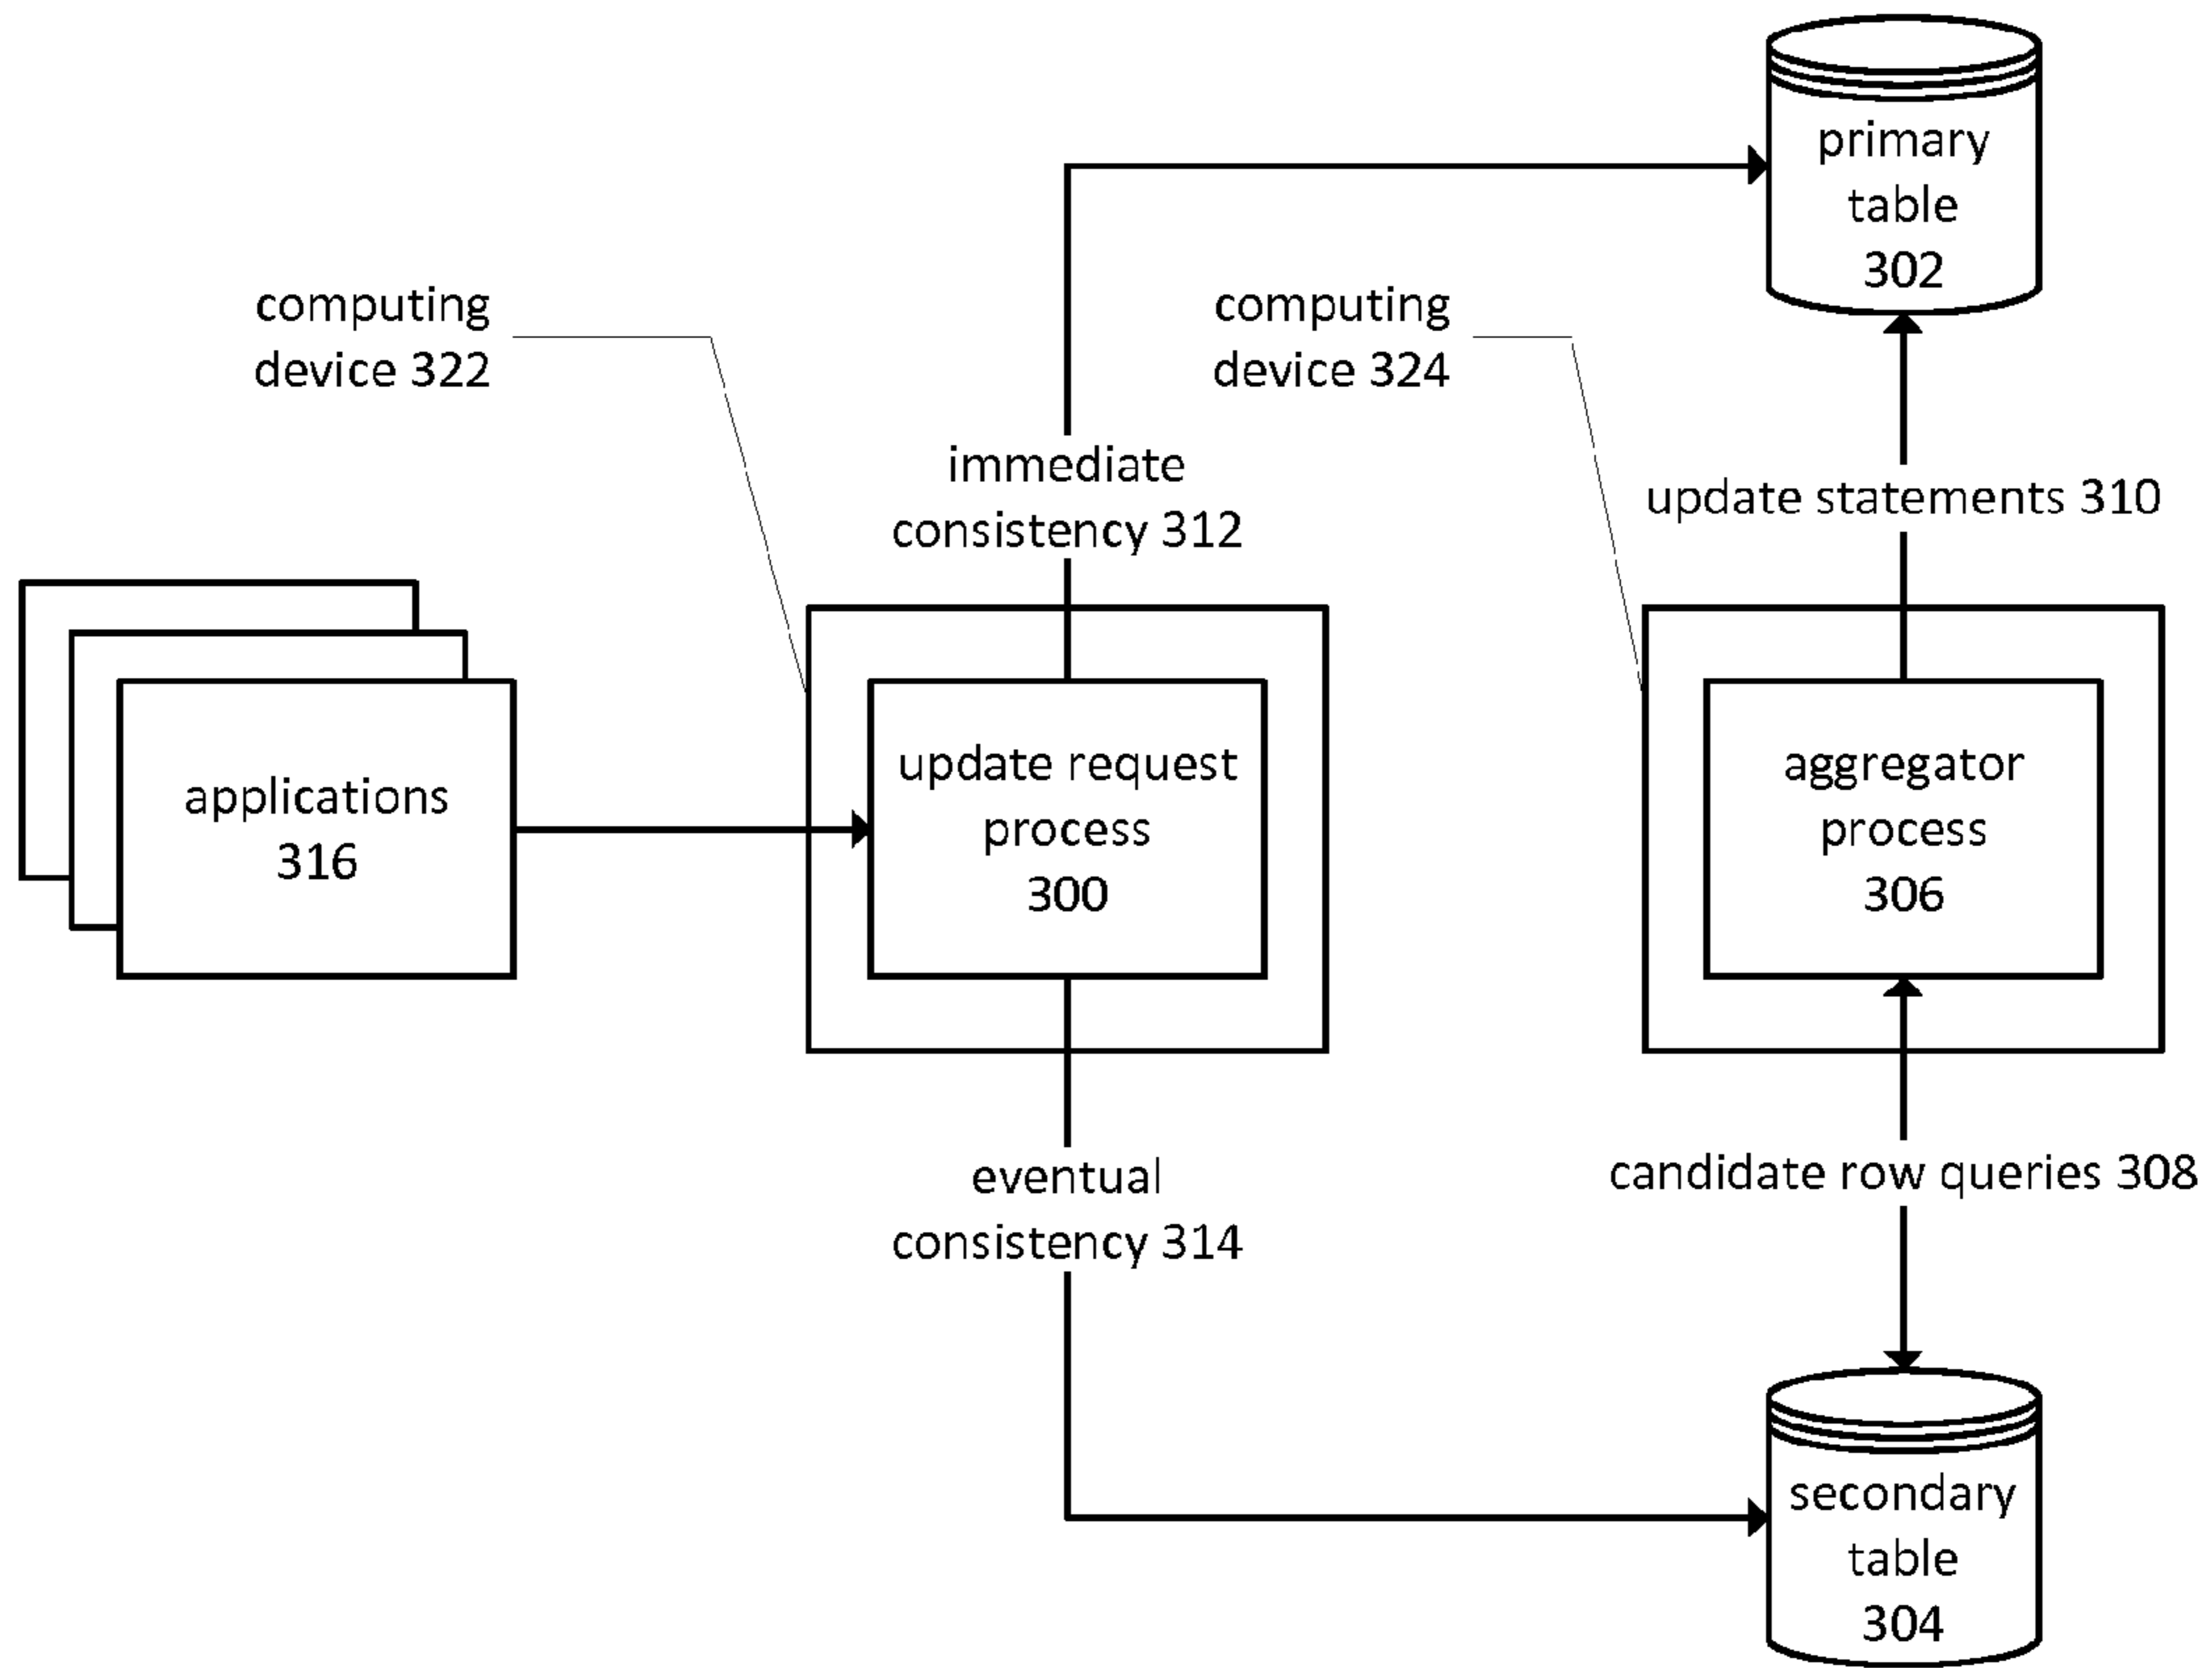 primary
table
302
computing
device 322
computing
device 324
immediate
consistency 312
update statements 310
applications
316
update request
process
300
aggregator
process
306
eventual
consistency 314
candidate row queries 308
secondary
table
304